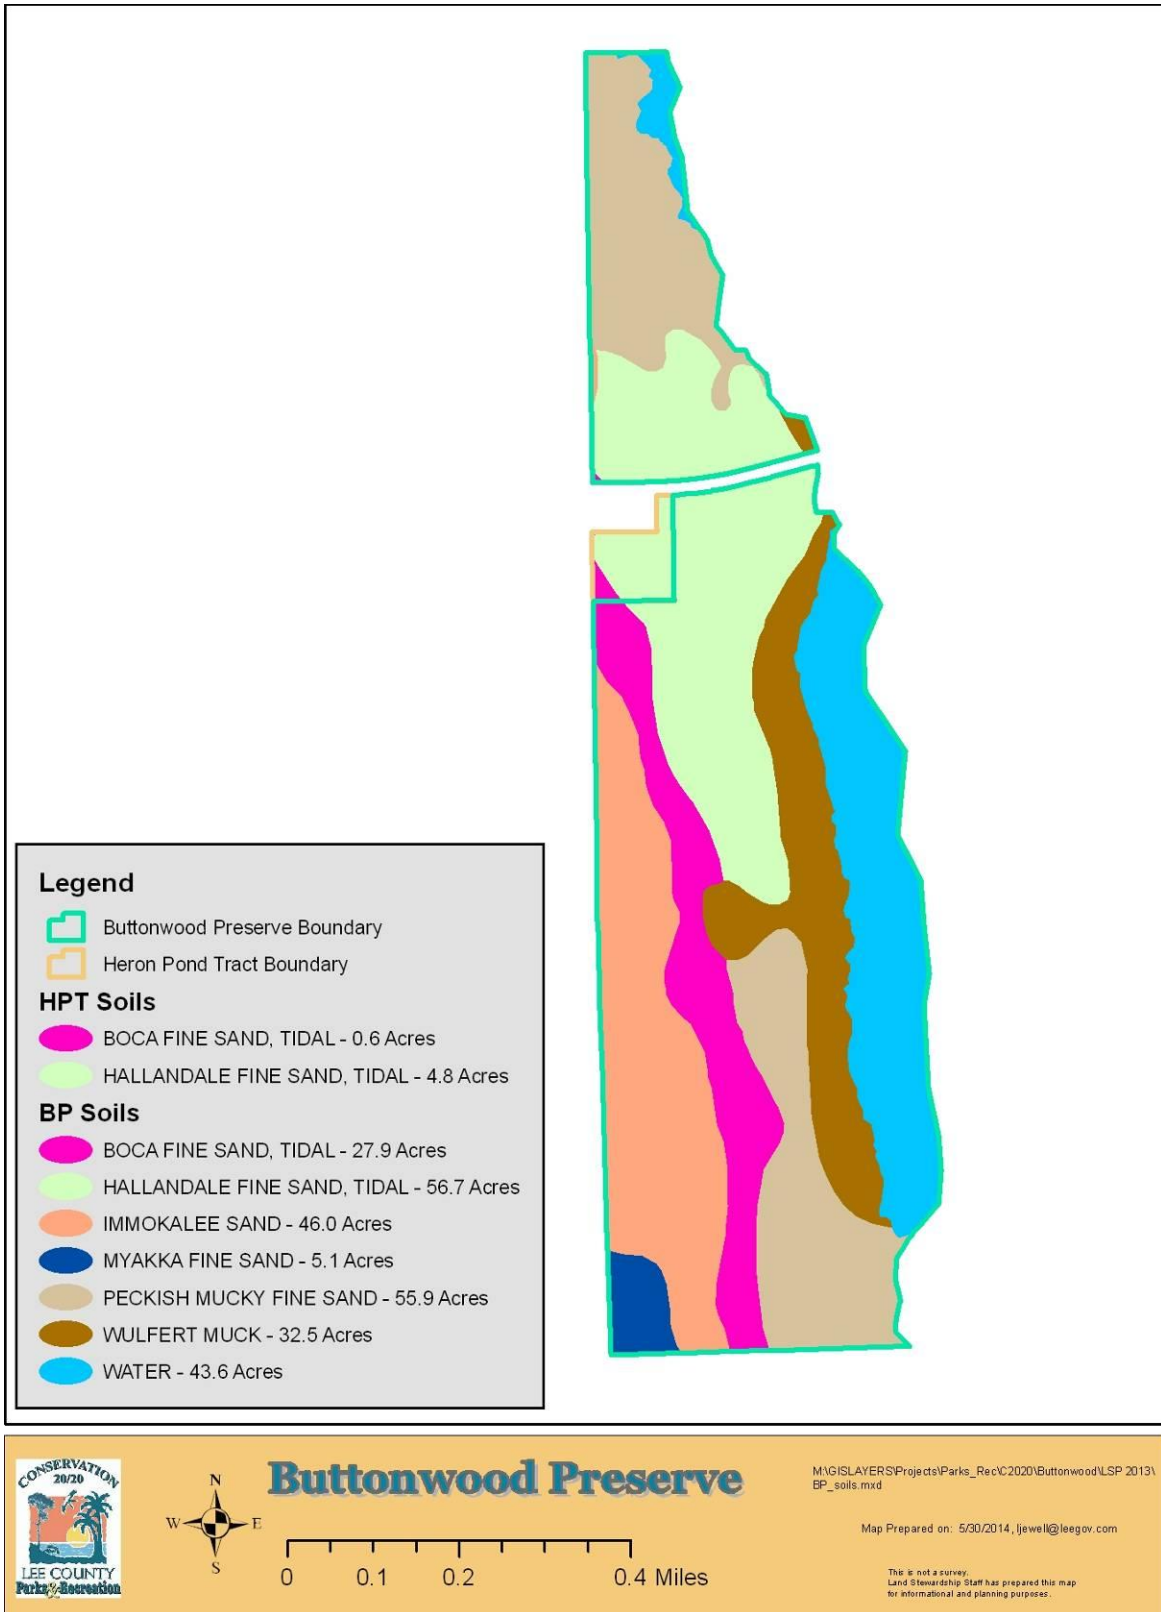 Legend
Buttonwood Preserve Boundary
Heron Pond Tract Boundary
HPT Soils
BOCA FINE SAND, TIDAL - 0.6 Acres
HALLANDALE FINE SAND, TIDAL - 4.8 Acres
BP Soils
BOCA FINE SAND, TIDAL - 27.9 Acres
HALLANDALE FINE SAND, TIDAL - 56.7 Acres
IMMOKALEE SAND - 46.0 Acres
MYAKKA FINE SAND - 5.1 Acres
PECKISH MUCKY FINE SAND - 55.9 Acres
WULFERT MUCK - 32.5 Acres
WATER - 43.6 Acres
CONSERVATION
20/20
LEE COUNTY
Parks & Recreation
N
W E
S
Buttonwood Preserve
0 0.1 0.2 0.4 Miles
M:\GISLAYERS\Projects\Parks_Rec\C2020\Buttonwood\LSP 2013\
BP_soils.mxd
Map Prepared on: 5/30/2014, ljewell@leegov.com
This is not a survey.
Land Stewardship Staff has prepared this map
for informational and planning purposes.